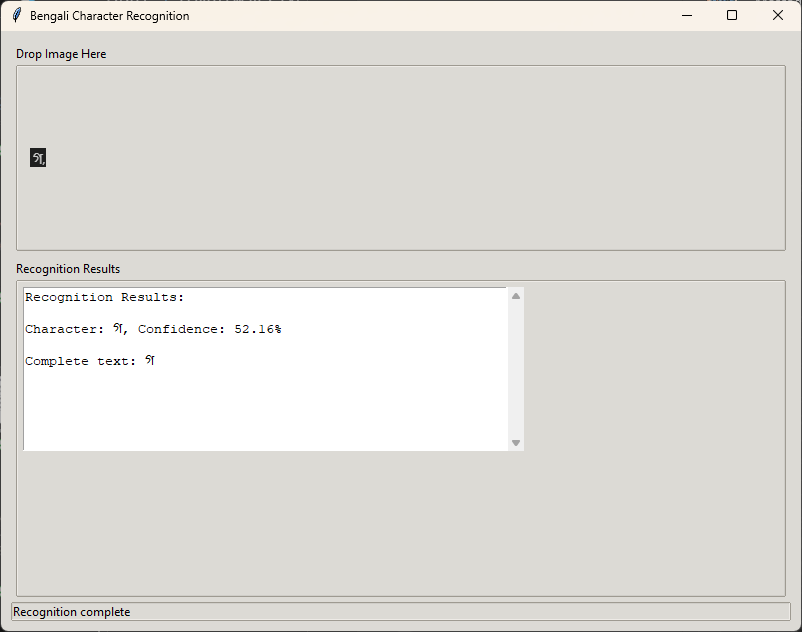 Bengali Character Recognition
Drop Image Here
গ,
Recognition Results
Recognition Results:
Character: গ, Confidence: 52.16%
Complete text: গ
Recognition complete